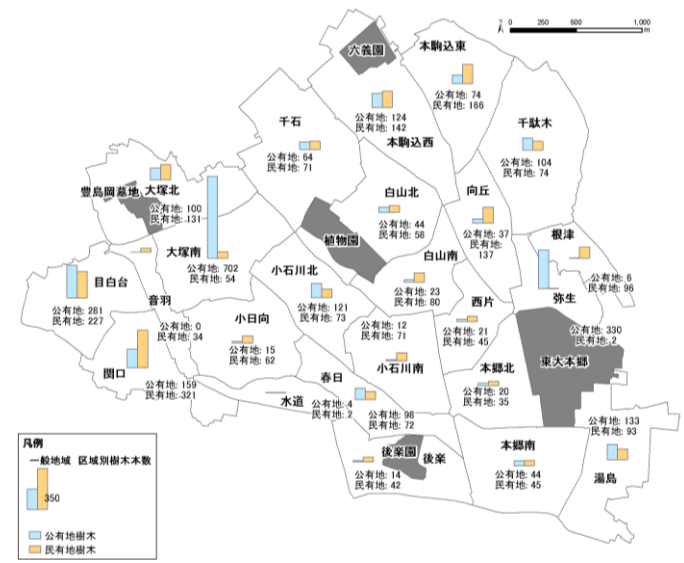 0 250 500 1,000
m
六義園
本駒込東
公有地: 74
民有地: 166
公有地: 124
民有地: 142
本駒込西
千石
公有地: 64
民有地: 71
千駄木
公有地: 104
民有地: 74
豊島岡墓地
大塚北
公有地: 100
民有地: 131
白山北
公有地: 44
民有地: 58
向丘
公有地: 37
民有地:
137
植物園
大塚南
公有地: 702
民有地: 54
根津
公有地: 6
民有地: 96
弥生
公有地: 330
民有地: 2
白山南
公有地: 23
民有地: 80
目白台
公有地: 281
民有地: 227
音羽
公有地: 0
民有地: 34
小石川北
公有地: 121
民有地: 73
西片
公有地: 21
民有地: 45
小日向
公有地: 15
民有地: 62
公有地: 12
民有地: 71
小石川南
東大本郷
関口
公有地: 159
民有地: 321
本郷北
公有地: 20
民有地: 35
春日
公有地: 98
民有地: 72
水道
公有地: 4
民有地: 2
後楽園
後楽
公有地: 14
民有地: 42
本郷南
公有地: 44
民有地: 45
公有地: 133
民有地: 93
湯島
凡例
一般地域 区域別樹木本数
350
公有地樹木
民有地樹木